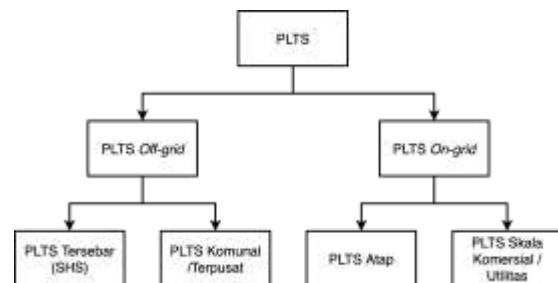 PLTS
PLTS Off-grid
PLTS On-grid
PLTS Tersebar
(SHS)
PLTS Komunal
/Terpusat
PLTS Atap
PLTS Skala
Komersial /
Utilitas